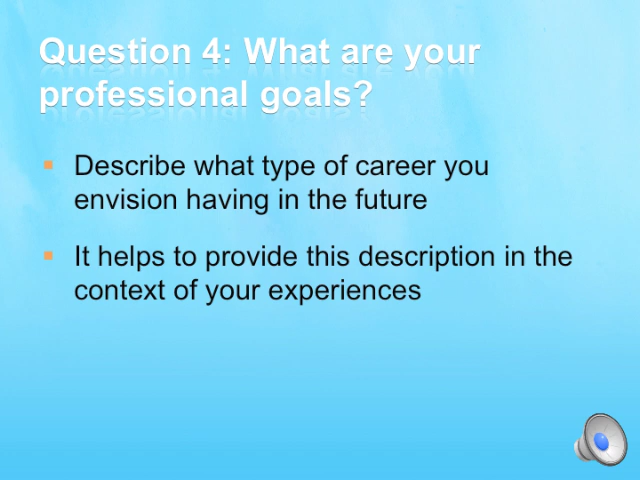 Question 4: What are your
professional goals?
Describe what type of career you
envision having in the future
It helps to provide this description in the
context of your experiences